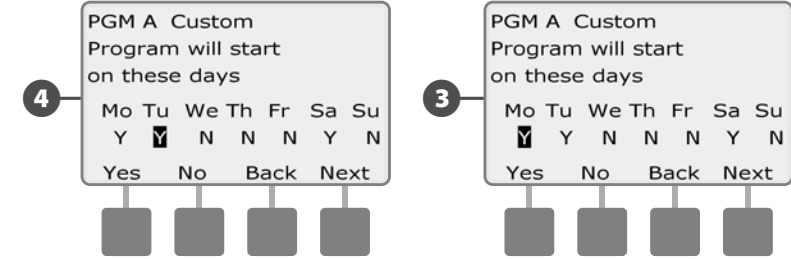 PGM A Custom
Program will start
on these days
4
Mo Tu We Th Fr Sa Su
Y Y N N N Y N
Yes No Back Next
PGM A Custom
Program will start
on these days
3
Mo Tu We Th Fr Sa Su
Y Y N N N Y N
Yes No Back Next